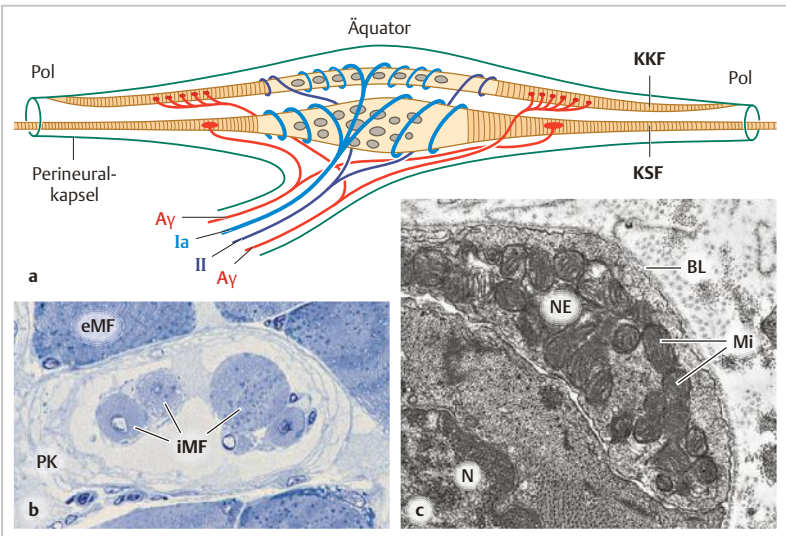 Äquator
Pol
KKF
Pol
Perineural-
kapsel
KSF
Aγ
Ia
II
Aγ
a
BL
eMF
NE
Mi
iMF
PK
N
b
c